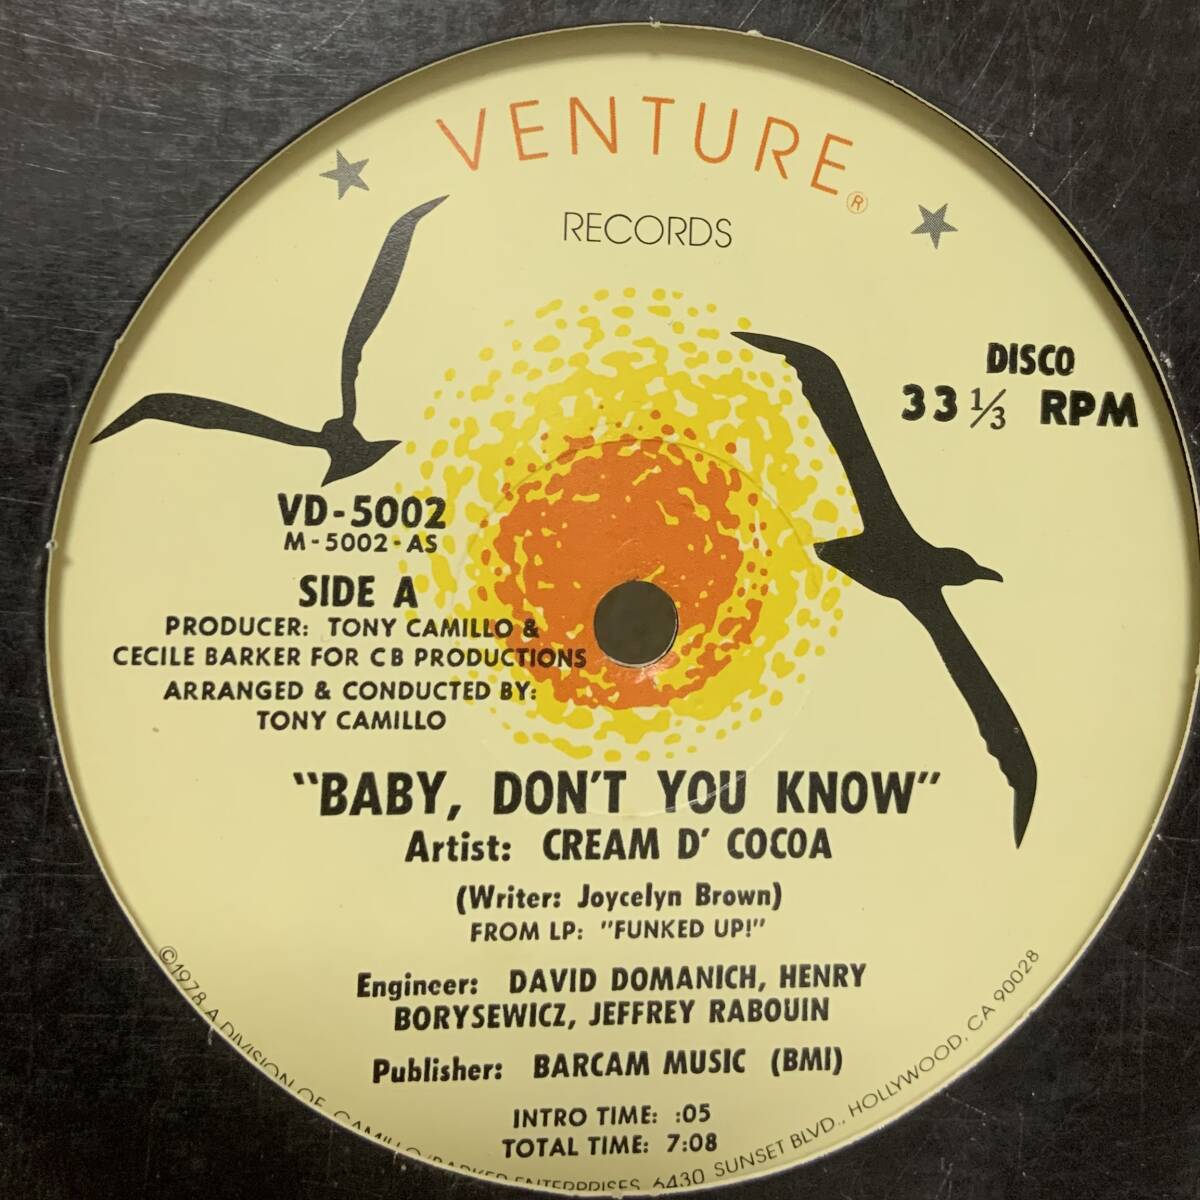 VENTURE®
RECORDS
DISCO
33 1/3 RPM
VD-5002
M-5002-AS
SIDE A
PRODUCER: TONY CAMILLO &
CECILE BARKER FOR CB PRODUCTIONS
ARRANGED & CONDUCTED BY:
TONY CAMILLO
"BABY, DON'T YOU KNOW"
Artist: CREAM D' COCOA
(Writer: Joycelyn Brown)
FROM LP: "FUNKED UP!"
Engineer: DAVID DOMANICH, HENRY
BORYSEWICZ, JEFFREY RABOUIN
Publisher: BARCAM MUSIC (BMI)
INTRO TIME: :05
TOTAL TIME: 7:08
©1978 A DIVISION OF CAMILLO/BARKER ENTERPRISES 6430 SUNSET BLVD., HOLLYWOOD, CA 90028